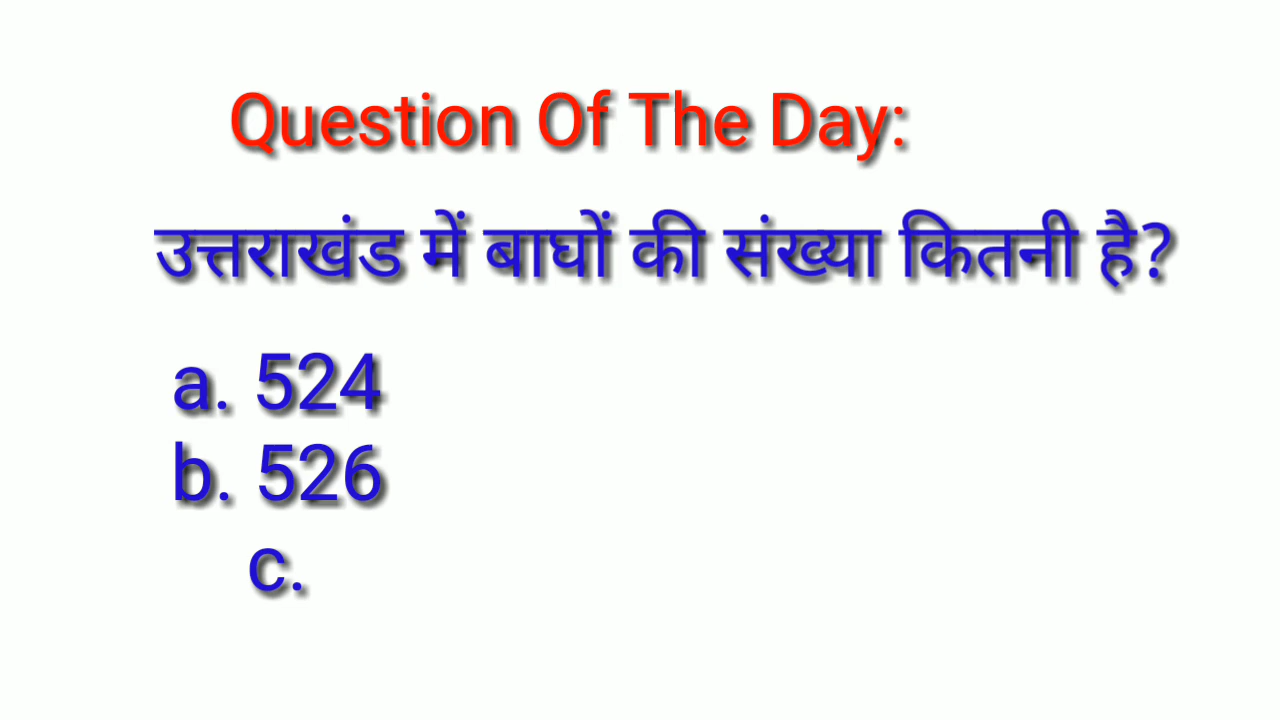 Question Of The Day:
उत्तराखंड में बाघों की संख्या कितनी है?
a. 524
b. 526
c.